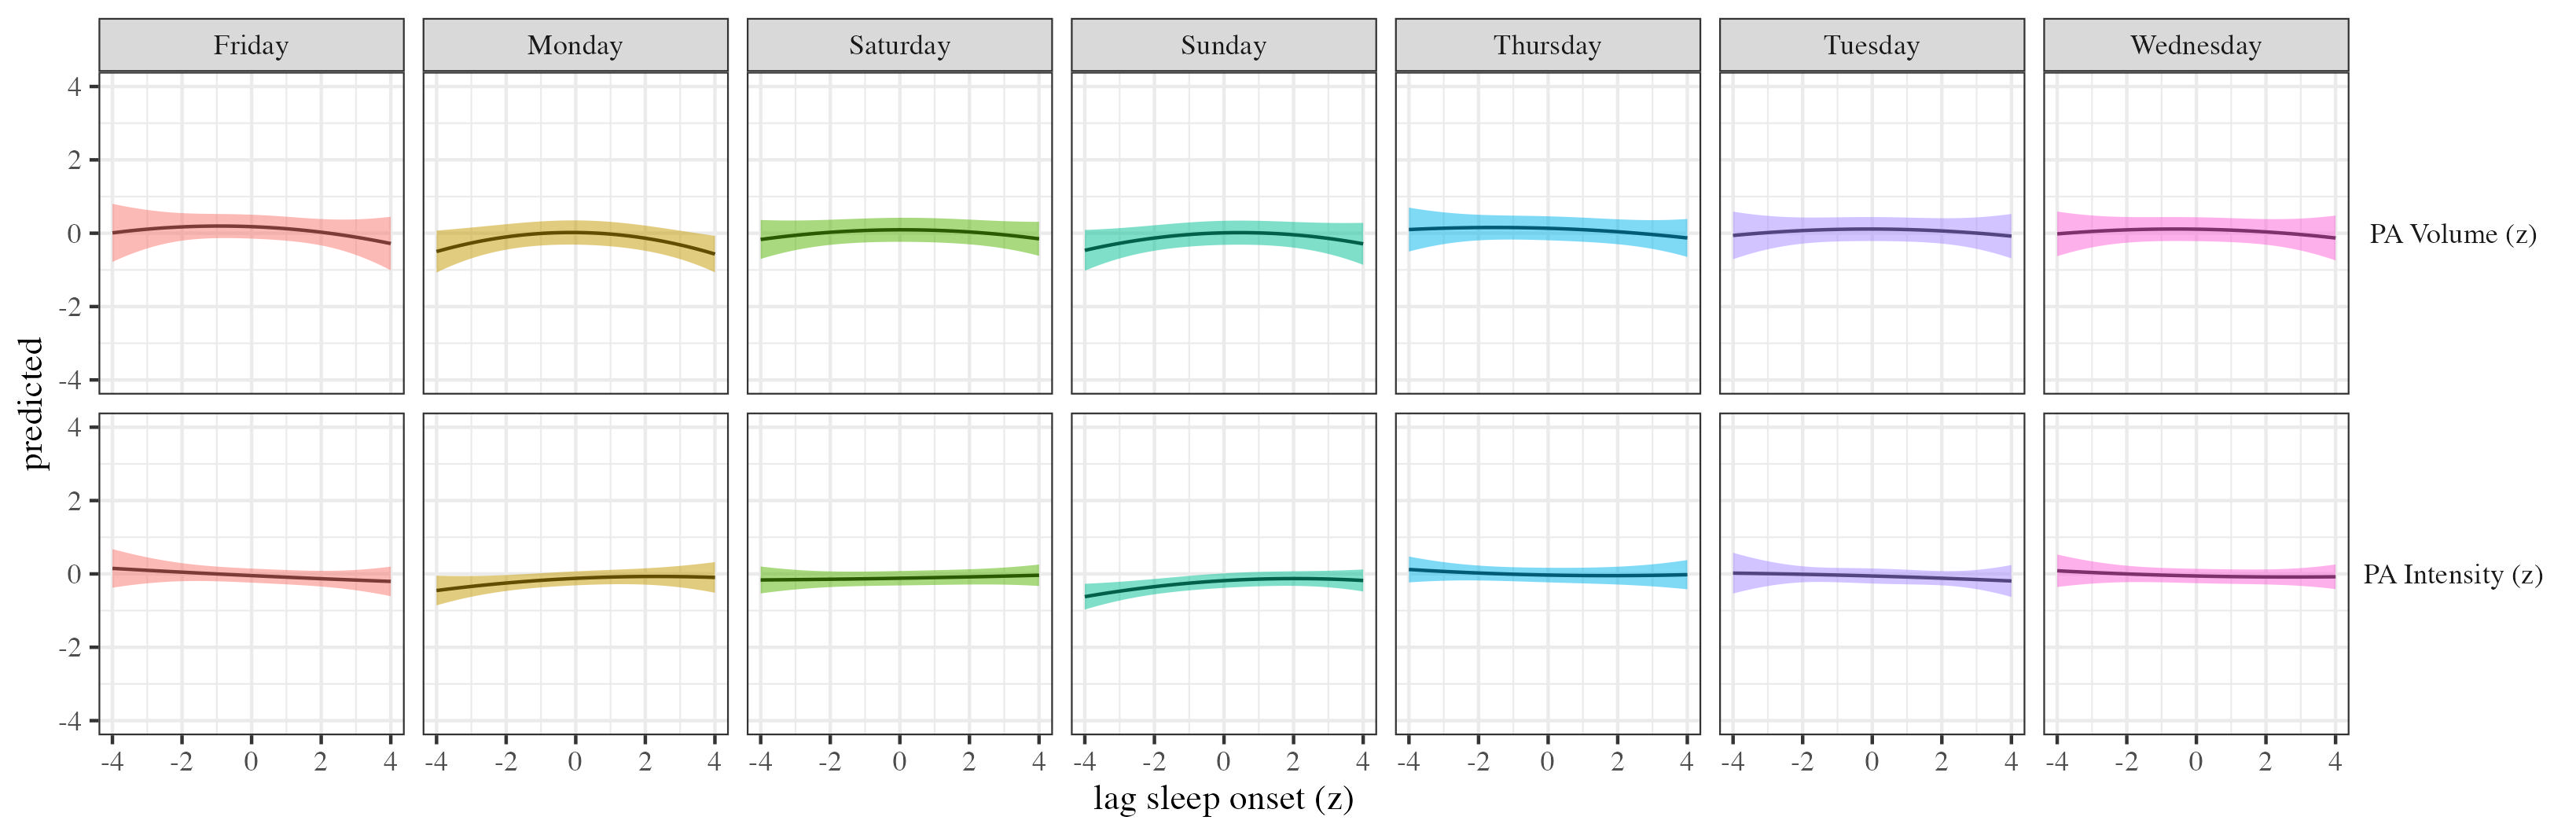 Friday Monday Saturday Sunday Thursday Tuesday Wednesday
4
2
0
-2
-4
PA Volume (z)
predicted
4
2
0
-2
-4
PA Intensity (z)
-4 -2 0 2 4 -4 -2 0 2 4 -4 -2 0 2 4 -4 -2 0 2 4 -4 -2 0 2 4 -4 -2 0 2 4 -4 -2 0 2 4
lag sleep onset (z)